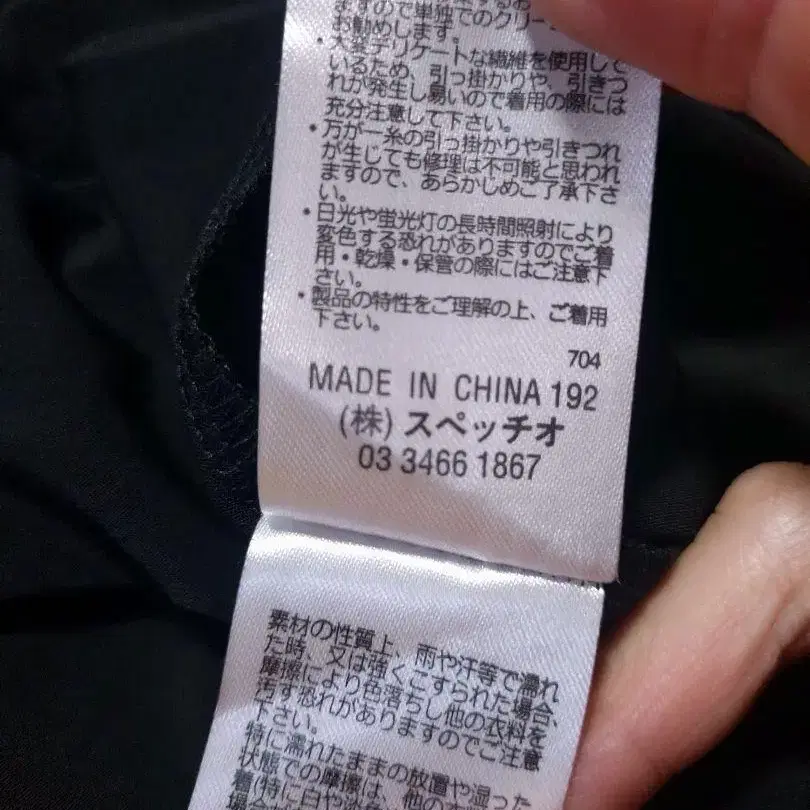 ますので単独でのクリー
お勧めします。
・大変デリケートな繊維を使用して
いるため、引っ掛かりや、引きつ
れが発生し易いので着用の際には
充分注意して下さい。
・万が一糸の引っ掛かりや引きつれ
が生じても修理は不可能と思われ
ますので、あらかじめご了承下さ
い。
・日光や蛍光灯の長時間照射により
変色する恐れがありますのでご着
用・乾燥・保管の際にはご注意下
さい。
・製品の特性をご理解の上、ご着用
下さい。
704
MADE IN CHINA 192
(株) スペッチオ
03 3466 1867
素材の性質上、雨や汗等で濡れ
た時、又は強くこすられた場合、
摩擦により色落ちし他の衣料を
汚す恐れがありますのでご注意
下さい。
特に濡れたままの放置や湿った
状態での摩擦は、他の衣
着(特に白や淡色